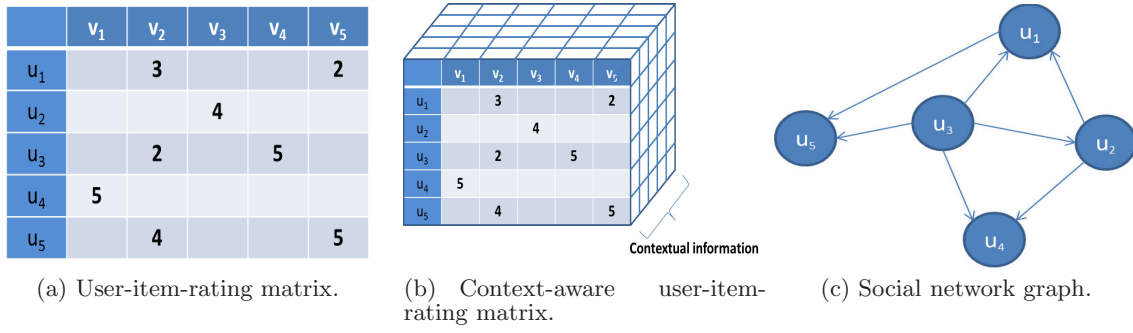 v1 v2 v3 v4 v5
u1 3 2
u2 4
u3 2 5
u4 5
u5 4 5
(a) User-item-rating matrix.
v1 v2 v3 v4 v5
u1 3 2
u2 4
u3 2 5
u4 5
u5 4 5
Contextual information
(b) Context-aware user-item-
rating matrix.
u1
u3
u5
u2
u4
(c) Social network graph.